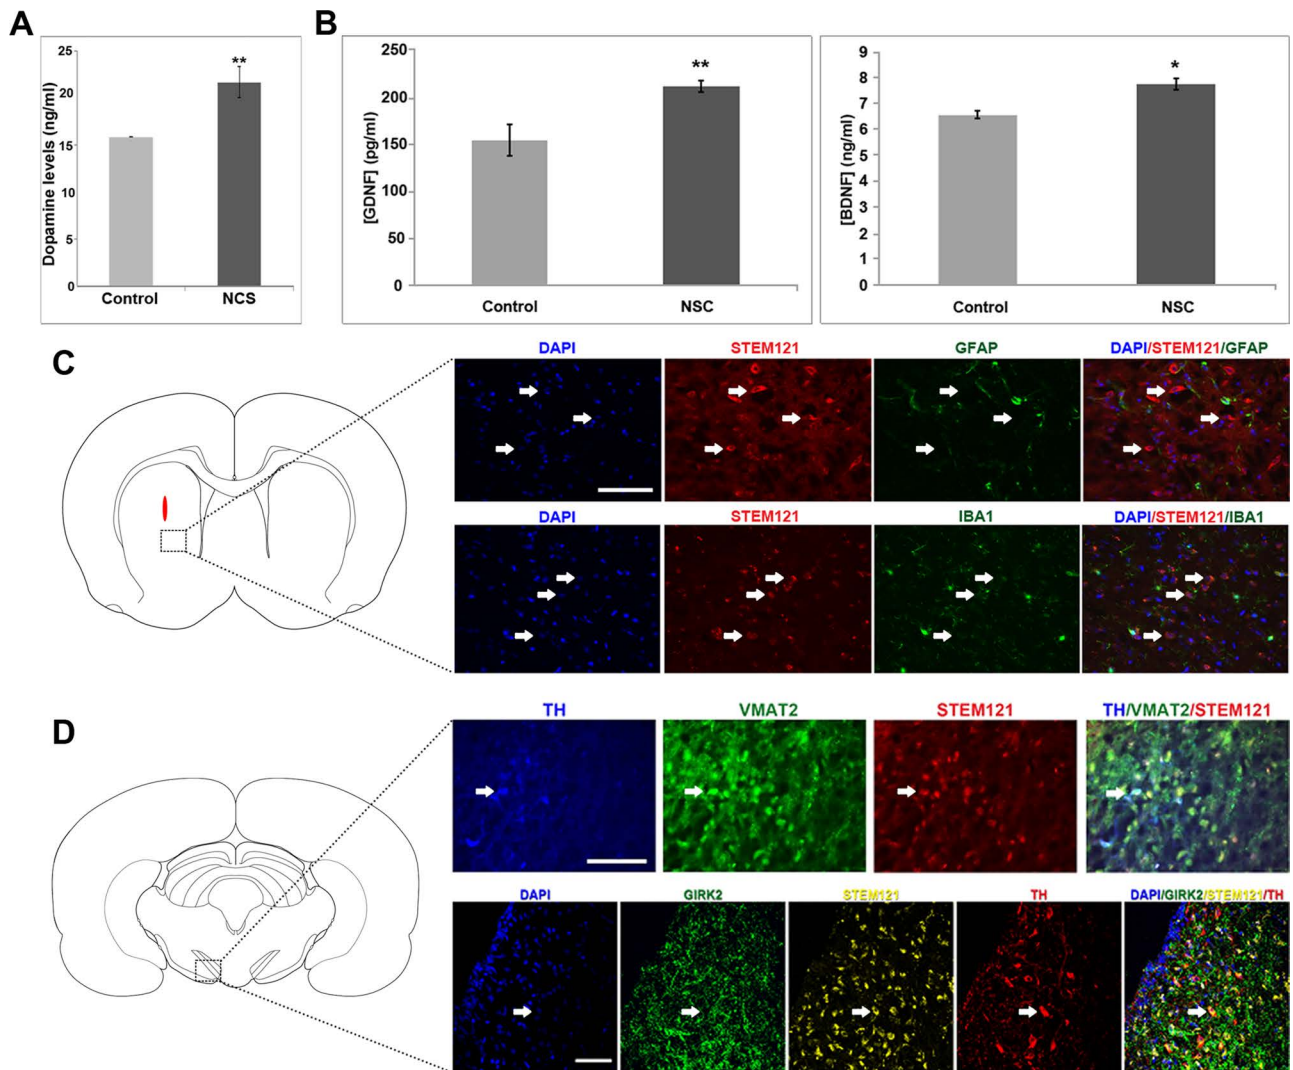 A
B
Dopamine levels (ng/ml)
25
20
15
10
5
0
**
Control
NCS
[GDNF] (pg/ml)
250
200
150
100
50
0
**
Control
NSC
[BDNF] (ng/ml)
9
8
7
6
5
4
3
2
1
0
*
Control
NSC
C
DAPI
STEM121
GFAP
DAPI/STEM121/GFAP
DAPI
STEM121
IBA1
DAPI/STEM121/IBA1
D
TH
VMAT2
STEM121
TH/VMAT2/STEM121
DAPI
GIRK2
STEM121
TH
DAPI/GIRK2/STEM121/TH